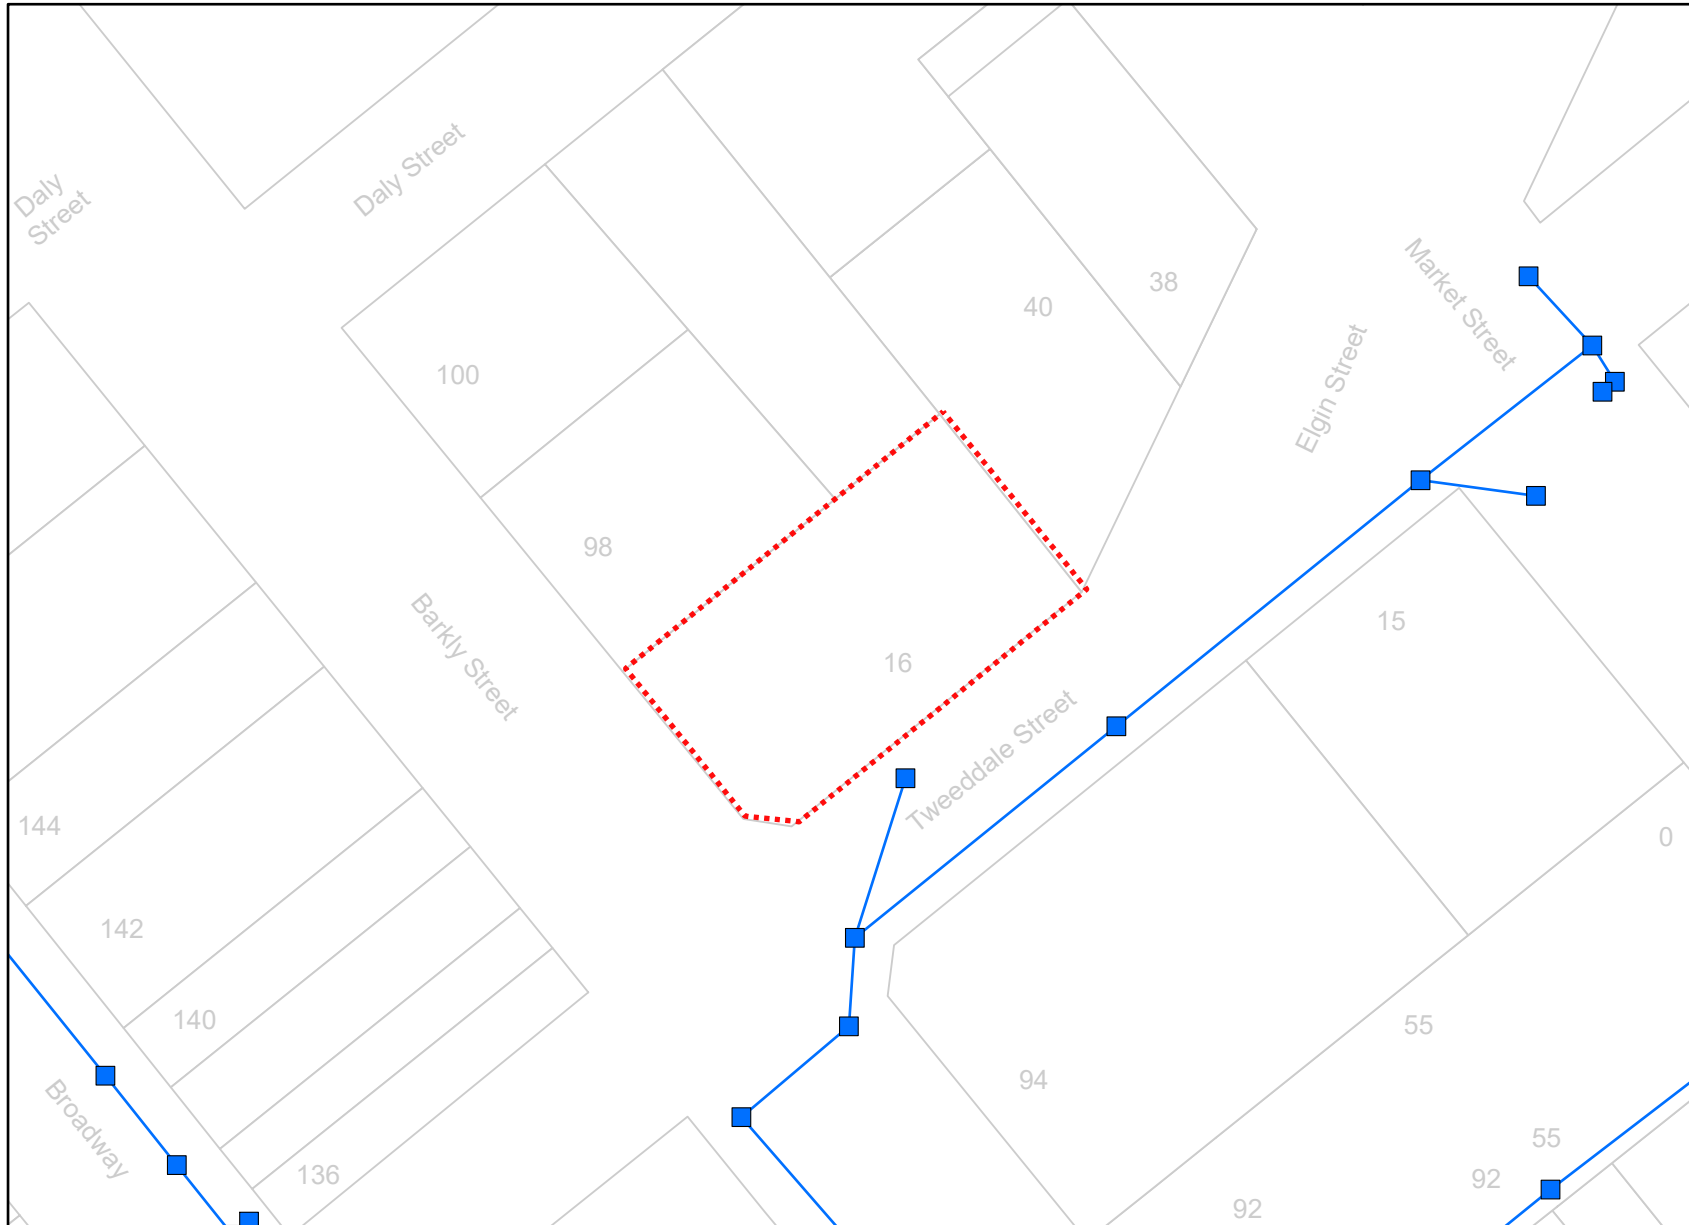 Daly
Street
Daly Street
Market Street
38
40
Elgin Street
100
98
Barkly Street
15
16
Tweeddale Street
144
0
142
140
55
94
Broadway
55
136
92
92